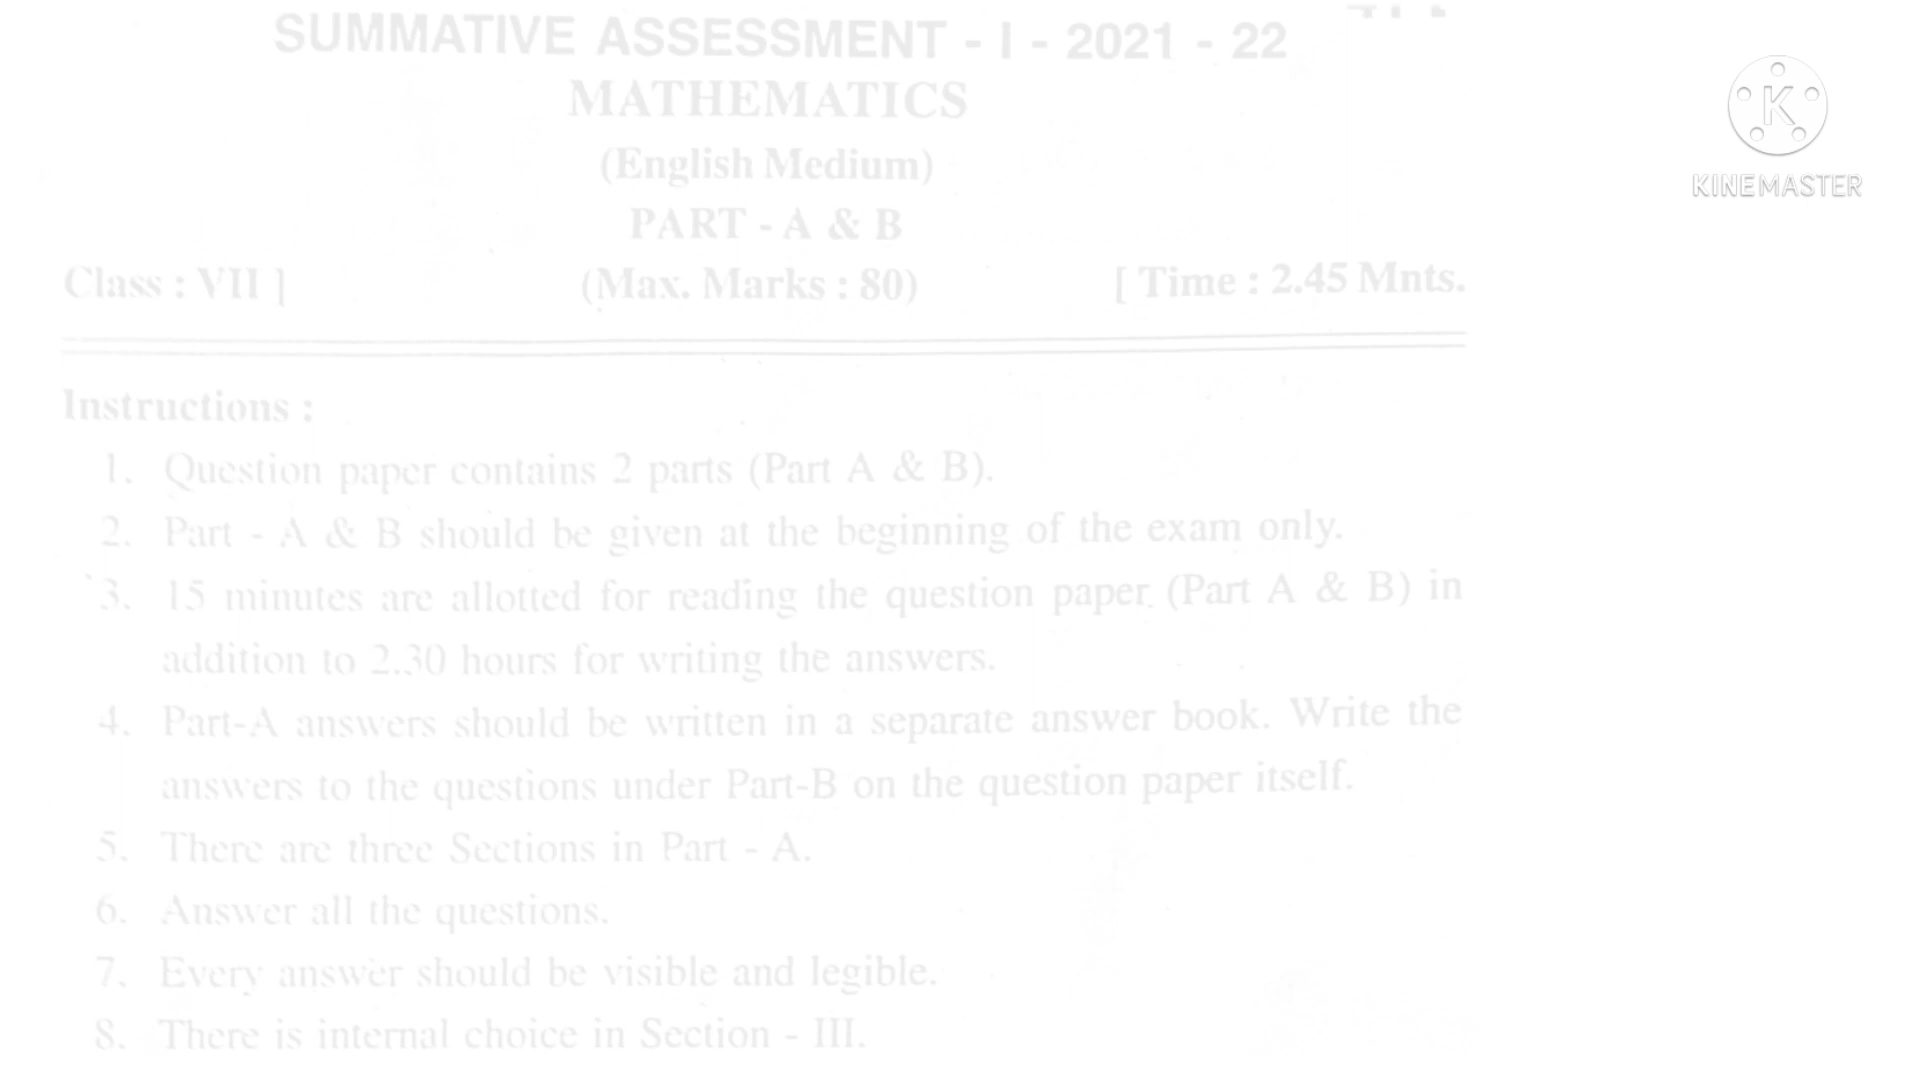 SUMMATIVE ASSESSMENT - I - 2021 - 22
MATHEMATICS
(English Medium)
PART - A & B
Class : VII ] (Max. Marks : 80) [ Time : 2.45 Mnts.
Instructions :
1. Question paper contains 2 parts (Part A & B).
2. Part - A & B should be given at the beginning of the exam only.
3. 15 minutes are allotted for reading the question paper. (Part A & B) in
addition to 2.30 hours for writing the answers.
4. Part-A answers should be written in a separate answer book. Write the
answers to the questions under Part-B on the question paper itself.
5. There are three Sections in Part - A.
6. Answer all the questions.
7. Every answer should be visible and legible.
8. There is internal choice in Section - III.
K
KINEMASTER